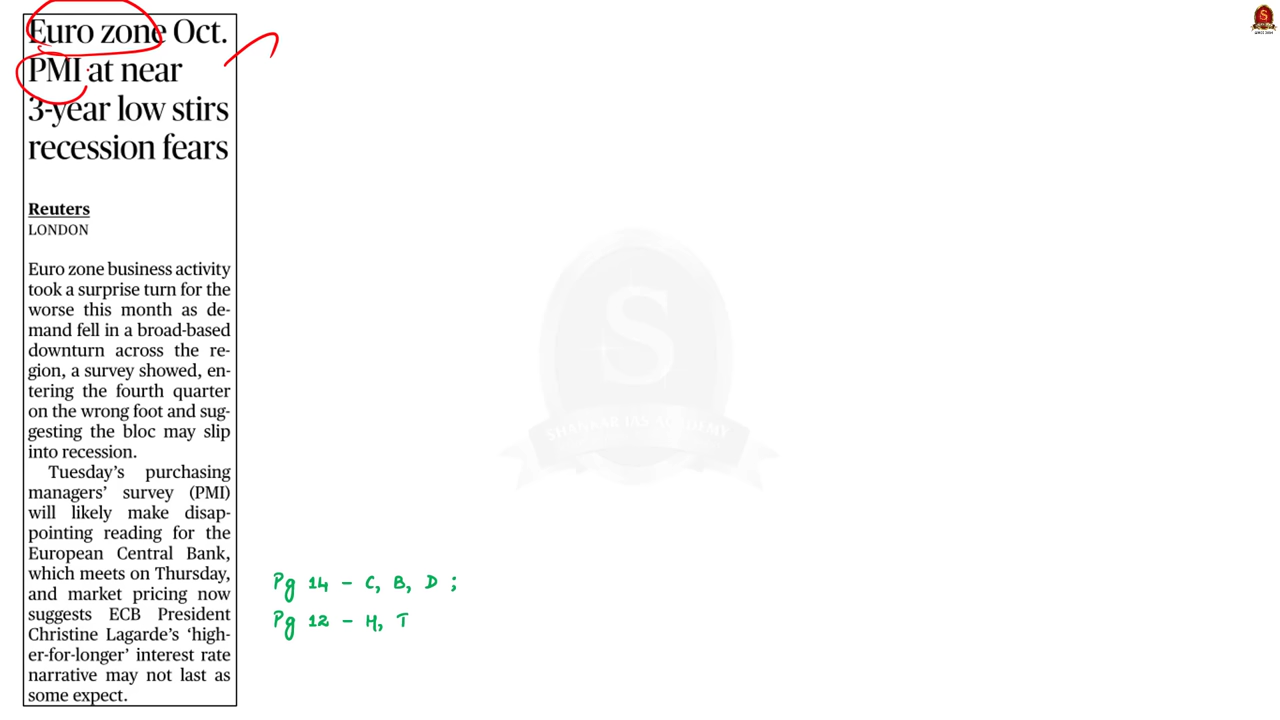 Euro zone Oct.
PMI at near
3-year low stirs
recession fears
Reuters
LONDON
Euro zone business activity
took a surprise turn for the
worse this month as de-
mand fell in a broad-based
downturn across the re-
gion, a survey showed, en-
tering the fourth quarter
on the wrong foot and sug-
gesting the bloc may slip
into recession.
Tuesday's purchasing
managers' survey (PMI)
will likely make disap-
pointing reading for the
European Central Bank,
which meets on Thursday,
and market pricing now
suggests ECB President
Christine Lagarde's 'high-
er-for-longer' interest rate
narrative may not last as
some expect.
Pg 14 - C, B, D ;
Pg 12 - H, T
S
SHANKAR IAS ACADEMY
S